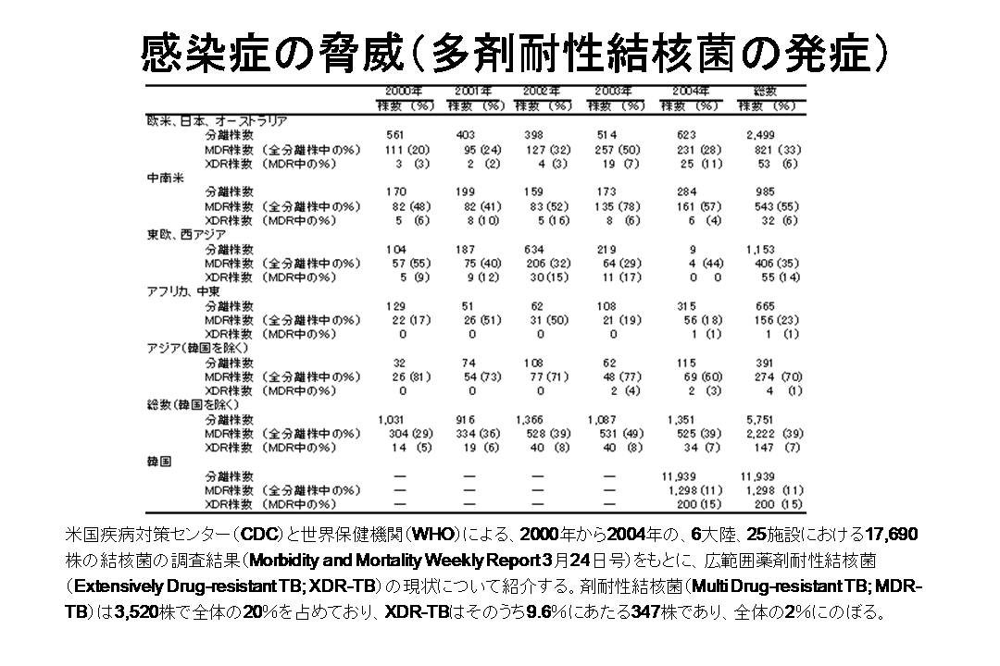 感染症の脅威（多剤耐性結核菌の発症）
2000年 2001年 2002年 2003年 2004年 総数
株数 (%) 株数 (%) 株数 (%) 株数 (%) 株数 (%) 株数 (%)
欧米、日本、オーストラリア
分離株数 561 403 398 514 623 2,499
MDR株数 (全分離株中の%) 111 (20) 95 (24) 127 (32) 257 (50) 231 (28) 821 (33)
XDR株数 (MDR中の%) 3 (3) 2 (2) 4 (3) 19 (7) 25 (11) 53 (6)
中南米
分離株数 170 199 159 173 284 985
MDR株数 (全分離株中の%) 82 (48) 82 (41) 83 (52) 135 (78) 161 (57) 543 (55)
XDR株数 (MDR中の%) 5 (6) 8 (10) 5 (16) 8 (6) 6 (4) 32 (6)
東欧、西アジア
分離株数 104 187 634 219 9 1,153
MDR株数 (全分離株中の%) 57 (55) 75 (40) 206 (32) 64 (29) 4 (44) 406 (35)
XDR株数 (MDR中の%) 5 (9) 9 (12) 30 (15) 11 (17) 0 0 55 (14)
アフリカ、中東
分離株数 129 51 62 108 315 665
MDR株数 (全分離株中の%) 22 (17) 26 (51) 31 (50) 21 (19) 56 (18) 156 (23)
XDR株数 (MDR中の%) 0 0 0 0 1 (1) 1 (1)
アジア(韓国を除く)
分離株数 32 74 108 62 115 391
MDR株数 (全分離株中の%) 26 (81) 54 (73) 77 (71) 48 (77) 69 (60) 274 (70)
XDR株数 (MDR中の%) 0 0 0 2 (4) 2 (3) 4 (1)
総数(韓国を除く)
分離株数 1,031 916 1,366 1,087 1,351 5,751
MDR株数 (全分離株中の%) 304 (29) 334 (36) 528 (39) 531 (49) 525 (39) 2,222 (39)
XDR株数 (MDR中の%) 14 (5) 19 (6) 40 (8) 40 (8) 34 (7) 147 (7)
韓国
分離株数 — — — — 11,939 11,939
MDR株数 (全分離株中の%) — — — — 1,298 (11) 1,298 (11)
XDR株数 (MDR中の%) — — — — 200 (15) 200 (15)
米国疾病対策センター（CDC）と世界保健機関（WHO）による、2000年から2004年の、6大陸、25施設における17,690
株の結核菌の調査結果（Morbidity and Mortality Weekly Report 3月24日号）をもとに、広範囲薬剤耐性結核菌
（Extensively Drug-resistant TB; XDR-TB）の現状について紹介する。剤耐性結核菌（Multi Drug-resistant TB; MDR-
TB）は3,520株で全体の20%を占めており、XDR-TBはそのうち9.6%にあたる347株であり、全体の2%にのぼる。